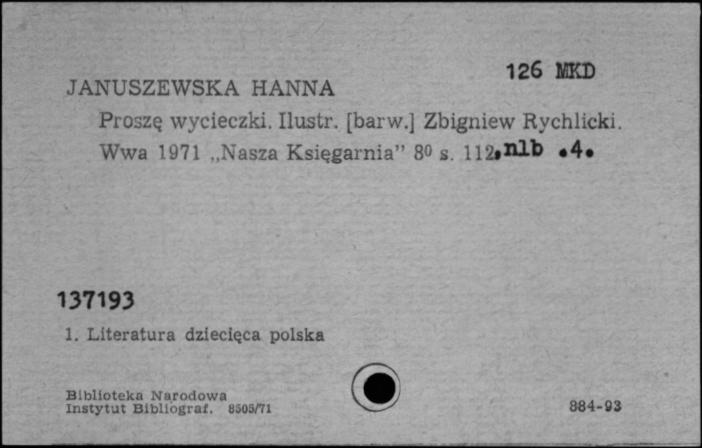 126 MKD
JANUSZEWSKA HANNA
Proszę wycieczki. Ilustr. [barw.] Zbigniew Rychlicki.
Wwa 1971 „Nasza Księgarnia” 8⁰ s. 112, nlb .4.
137193
1. Literatura dziecięca polska
Biblioteka Narodowa
Instytut Bibliograf. 8505/71
884-93